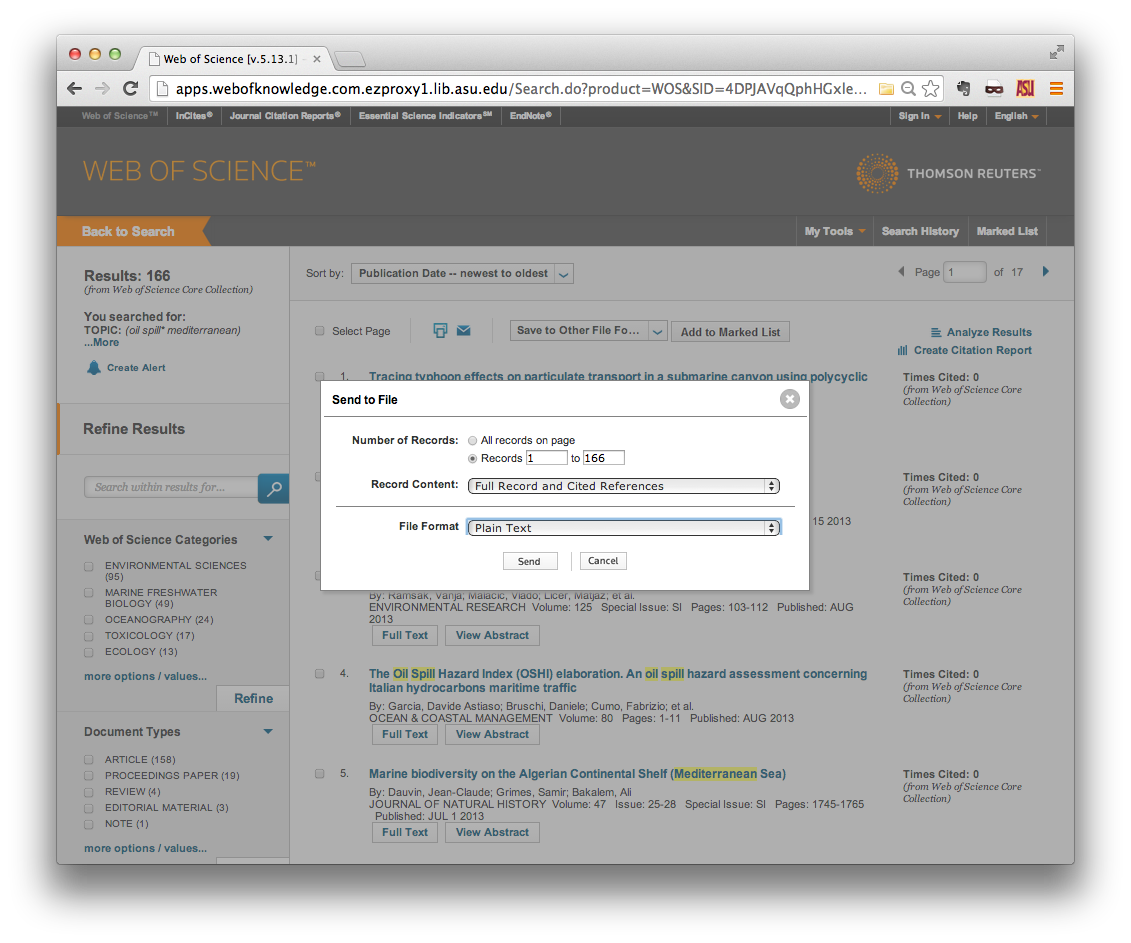 Web of Science [v.5.13.1]
apps.webofknowledge.com.ezproxy1.lib.asu.edu/Search.do?product=WOS&SID=4DPJAVqQphHGxIe...
ASU
Web of Science™ InCites® Journal Citation Reports® Essential Science Indicators℠ EndNote® Sign In Help English
WEB OF SCIENCE™
THOMSON REUTERS™
Back to Search My Tools Search History Marked List
Results: 166
(from Web of Science Core Collection)
You searched for:
TOPIC: (oil spill* mediterranean)
...More
Create Alert
Refine Results
Search within results for...
Web of Science Categories
ENVIRONMENTAL SCIENCES
(95)
MARINE FRESHWATER
BIOLOGY (49)
OCEANOGRAPHY (24)
TOXICOLOGY (17)
ECOLOGY (13)
more options / values...
Refine
Document Types
ARTICLE (158)
PROCEEDINGS PAPER (19)
REVIEW (4)
EDITORIAL MATERIAL (3)
NOTE (1)
more options / values...
Sort by: Publication Date -- newest to oldest Page 1 of 17
Select Page Save to Other File Fo... Add to Marked List
Analyze Results
Create Citation Report
1. Tracing typhoon effects on particulate transport in a submarine canyon using polycyclic
Times Cited: 0
(from Web of Science Core
Collection)
Send to File
Number of Records: All records on page
Records 1 to 166
Record Content: Full Record and Cited References
File Format Plain Text
Send Cancel
Times Cited: 0
(from Web of Science Core
Collection)
15 2013
Times Cited: 0
(from Web of Science Core
Collection)
By: Ramsak, Vanja; Malacic, Vlado; Licer, Matjaz; et al.
ENVIRONMENTAL RESEARCH Volume: 125 Special Issue: SI Pages: 103-112 Published: AUG
2013
Full Text View Abstract
4. The Oil Spill Hazard Index (OSHI) elaboration. An oil spill hazard assessment concerning
Italian hydrocarbons maritime traffic
By: Garcia, Davide Astiaso; Bruschi, Daniele; Cumo, Fabrizio; et al.
OCEAN & COASTAL MANAGEMENT Volume: 80 Pages: 1-11 Published: AUG 2013
Full Text View Abstract
Times Cited: 0
(from Web of Science Core
Collection)
5. Marine biodiversity on the Algerian Continental Shelf (Mediterranean Sea)
By: Dauvin, Jean-Claude; Grimes, Samir; Bakalem, Ali
JOURNAL OF NATURAL HISTORY Volume: 47 Issue: 25-28 Special Issue: SI Pages: 1745-1765
Published: JUL 1 2013
Full Text View Abstract
Times Cited: 0
(from Web of Science Core
Collection)